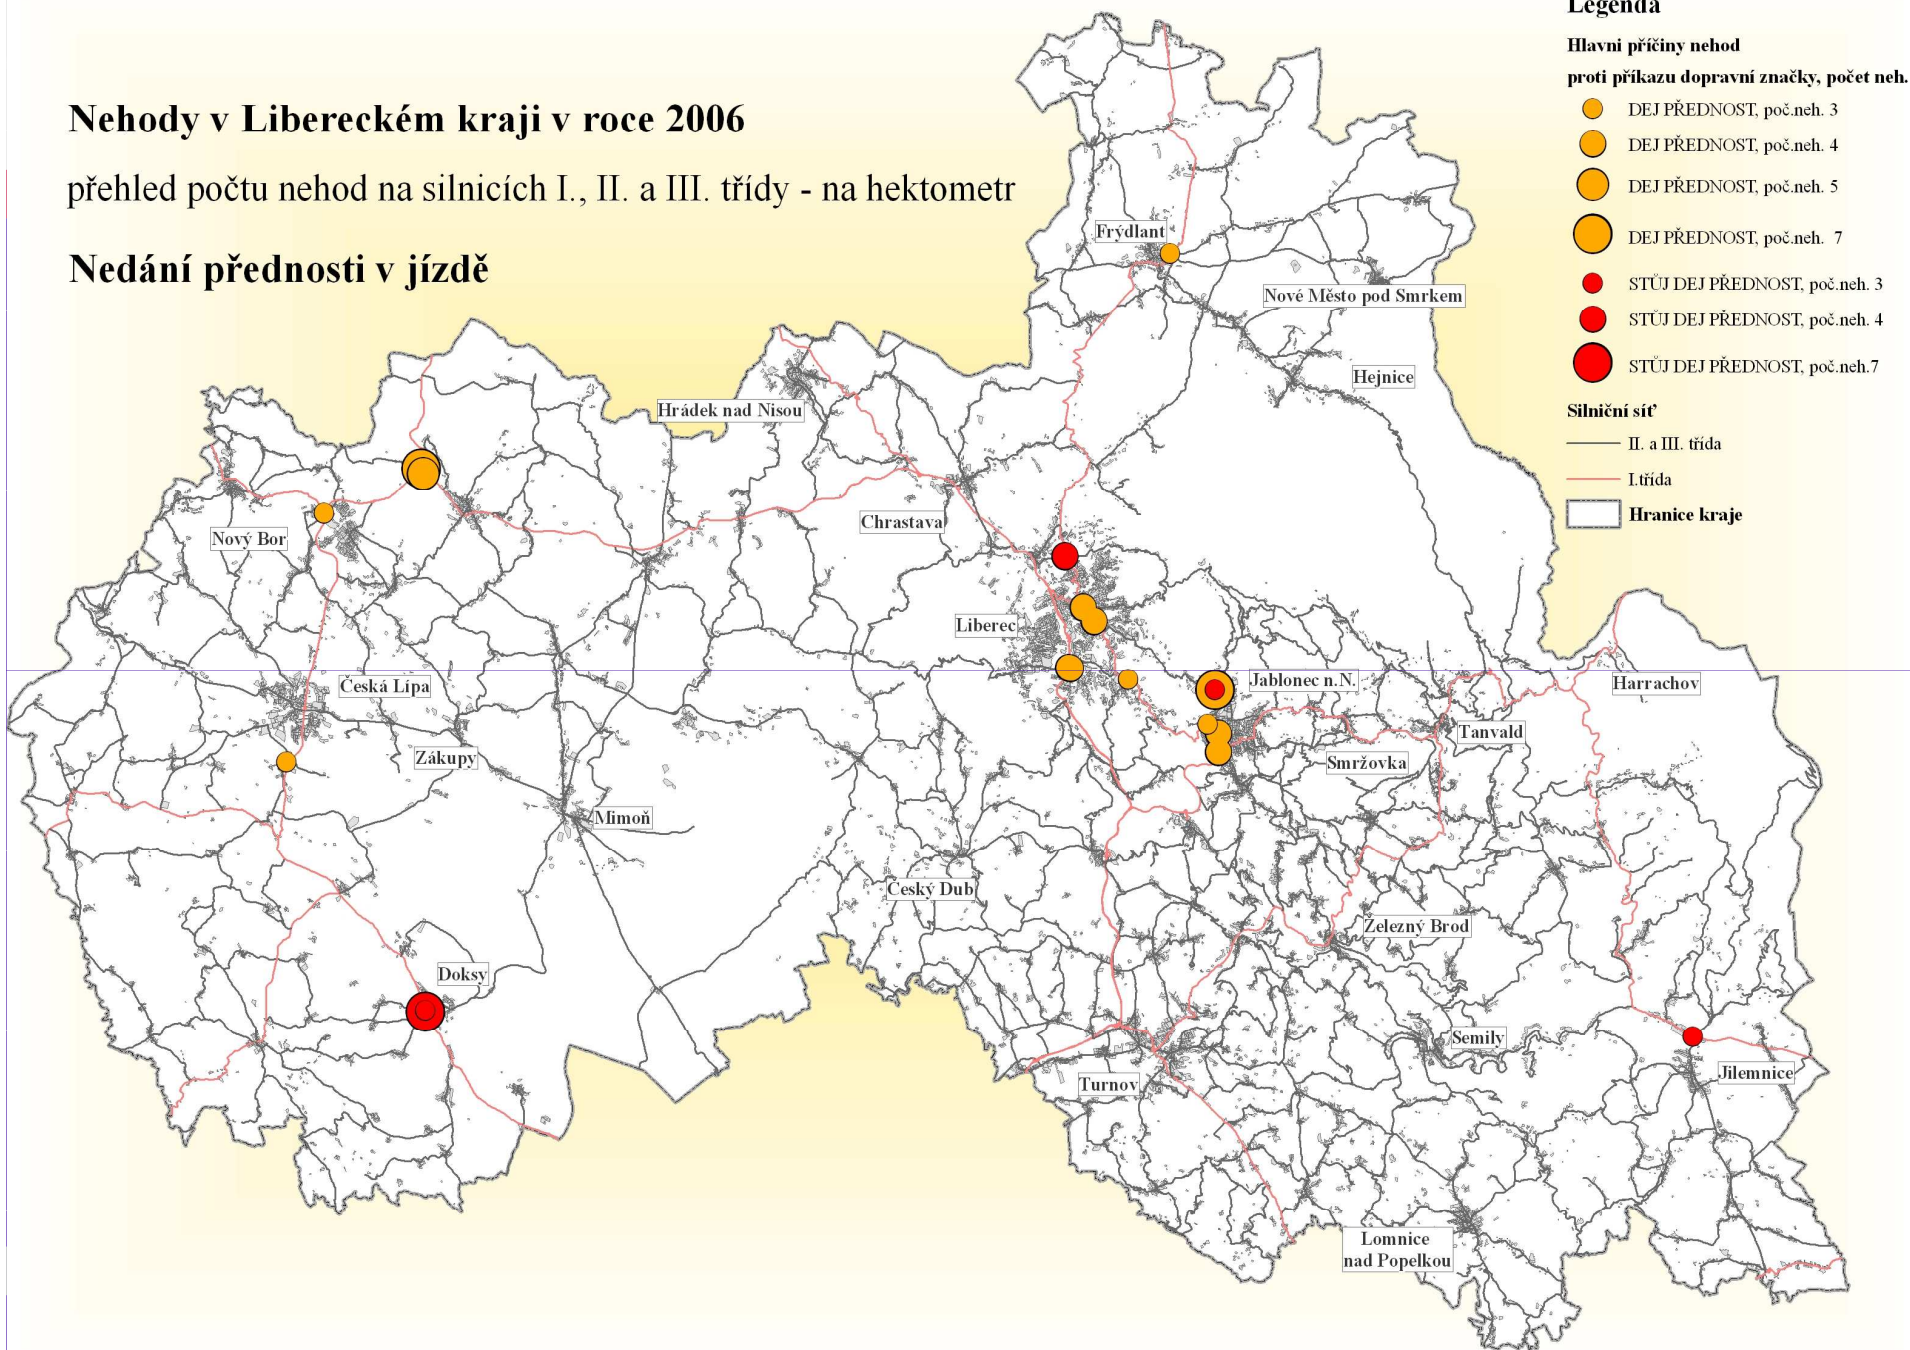 Legenda
Hlavni příčiny nehod
proti příkazu dopravní značky, počet neh.
DEJ PŘEDNOST, poč.neh. 3
DEJ PŘEDNOST, poč.neh. 4
DEJ PŘEDNOST, poč.neh. 5
DEJ PŘEDNOST, poč.neh. 7
STŮJ DEJ PŘEDNOST, poč.neh. 3
STŮJ DEJ PŘEDNOST, poč.neh. 4
STŮJ DEJ PŘEDNOST, poč.neh.7
Silniční síť
II. a III. třída
I.třída
Hranice kraje
Nehody v Libereckém kraji v roce 2006
přehled počtu nehod na silnicích I., II. a III. třídy - na hektometr
Nedání přednosti v jízdě
Frýdlant
Nové Město pod Smrkem
Hejnice
Hrádek nad Nisou
Chrastava
Nový Bor
Liberec
Jablonec n.N.
Harrachov
Česká Lípa
Tanvald
Zákupy
Smržovka
Mimoň
Český Dub
Železný Brod
Doksy
Semily
Jilemnice
Turnov
Lomnice
nad Popelkou